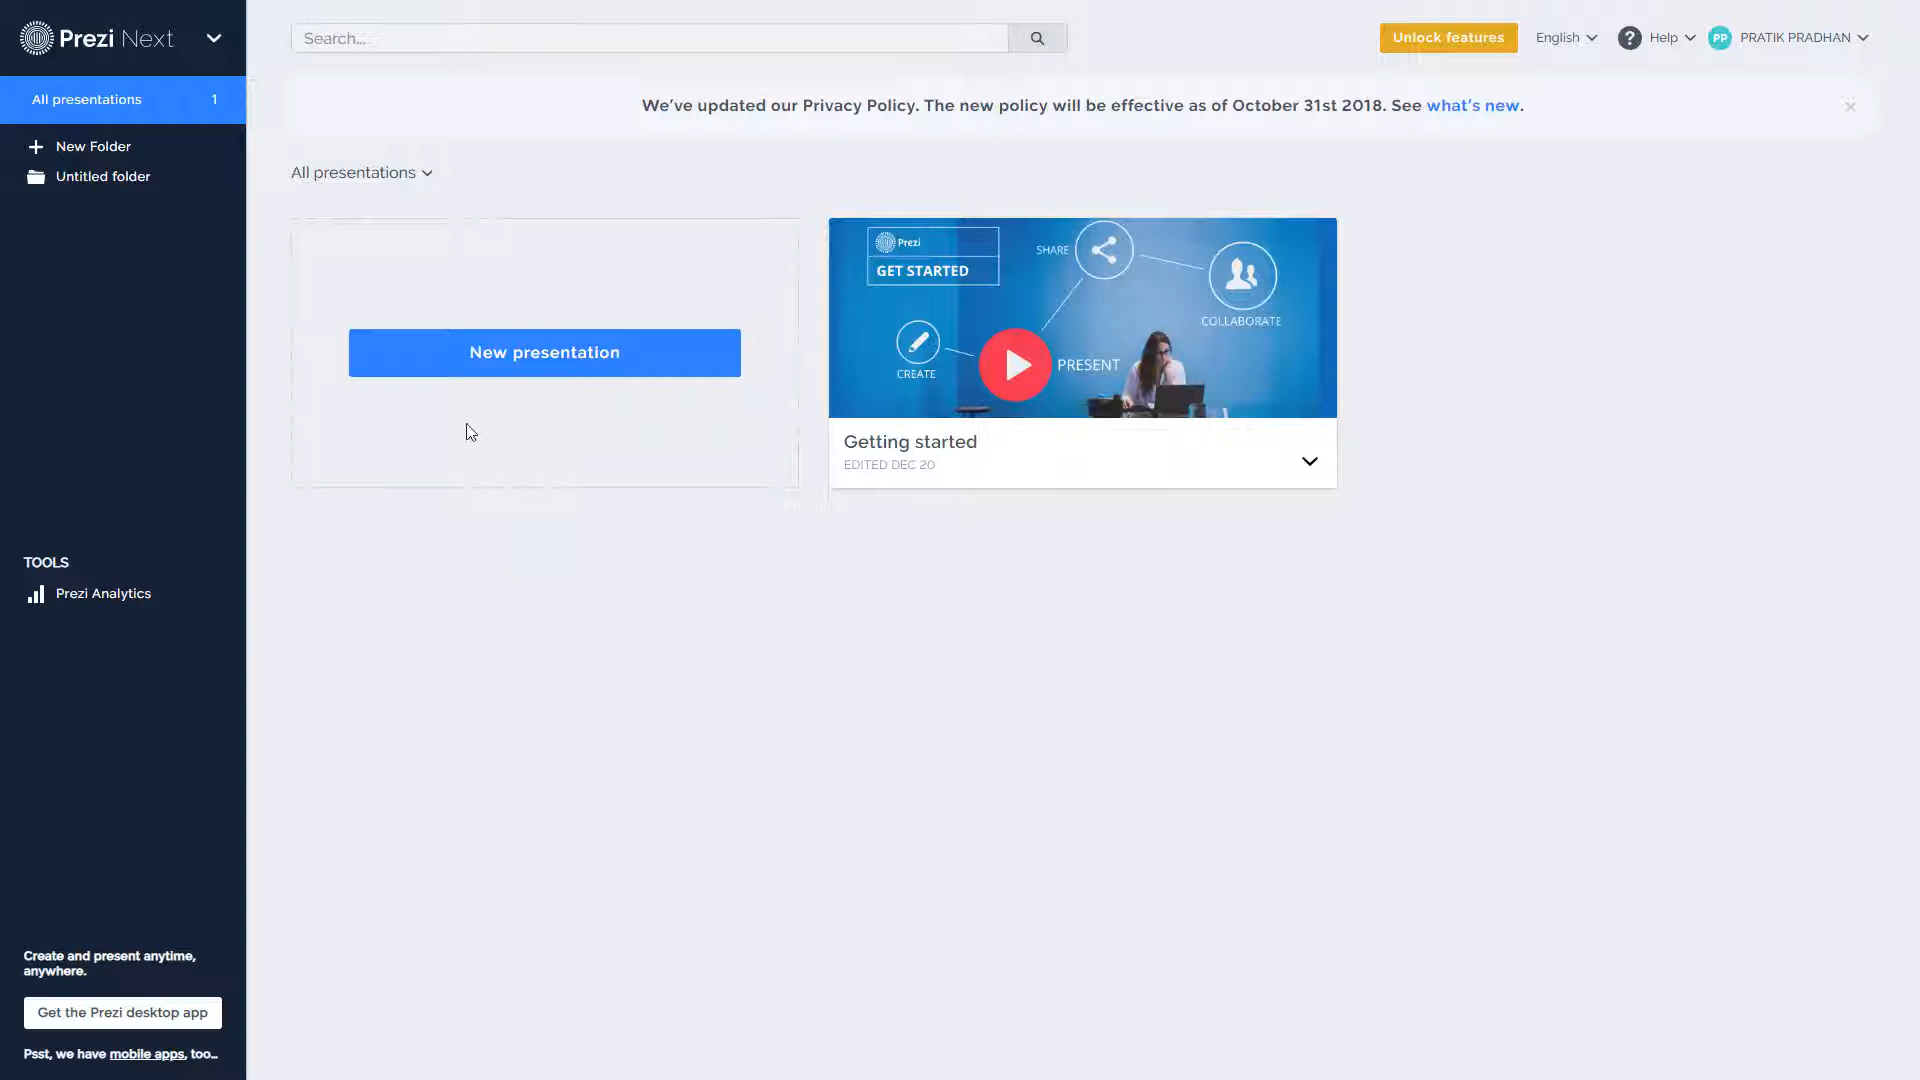 Prezi Next
Search...
Unlock features
English
? Help
PP PRATIK PRADHAN
All presentations 1
We've updated our Privacy Policy. The new policy will be effective as of October 31st 2018. See what's new.
New Folder
Untitled folder
All presentations
New presentation
Prezi
GET STARTED
SHARE
COLLABORATE
CREATE
PRESENT
Getting started
EDITED DEC 20
TOOLS
Prezi Analytics
Create and present anytime,
anywhere.
Get the Prezi desktop app
Psst, we have mobile apps, too...